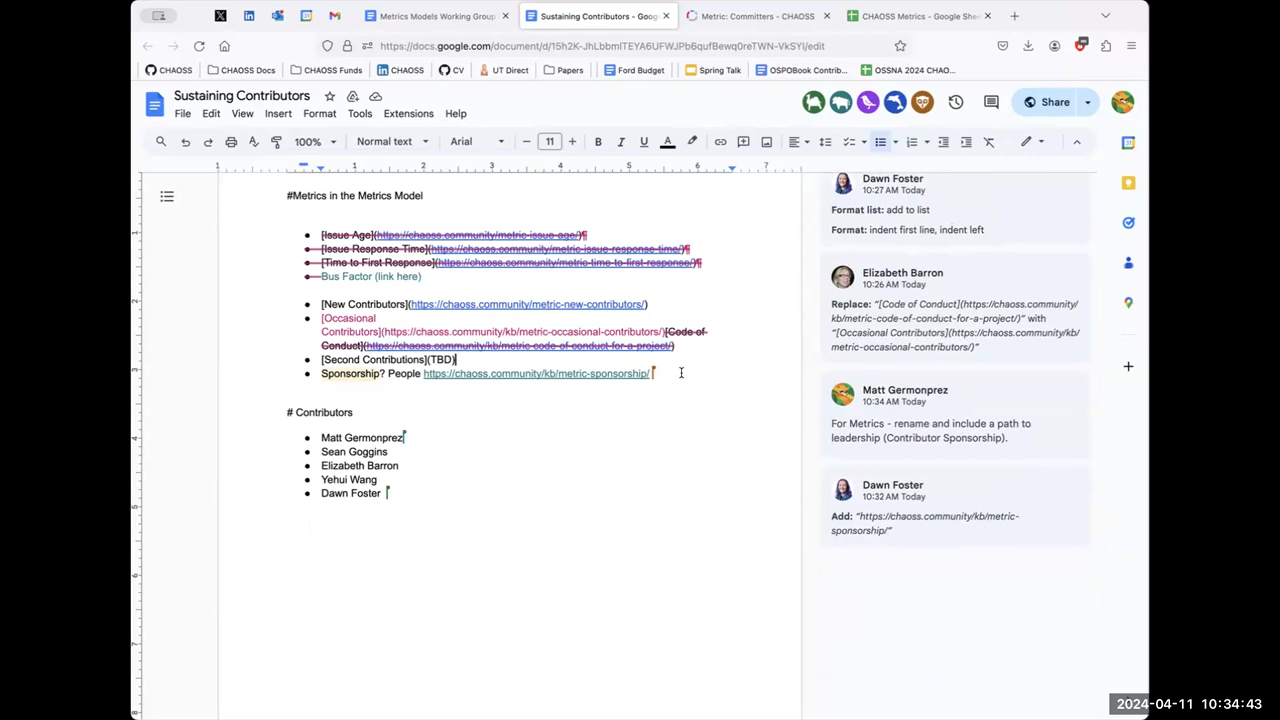 Metrics Models Working Group
Sustaining Contributors - Goog
Metric: Committers - CHAOSS
CHAOSS Metrics - Google She
https://docs.google.com/document/d/15h2K-JhLbbmlTEYA6UFWJPb6qufBewq0reTWN-VkSYI/edit
CHAOSS
CHAOSS Docs
CHAOSS Funds
CHAOSS
CV
UT Direct
Papers
Ford Budget
Spring Talk
OSPOBook Contrib...
OSSNA 2024 CHAO...
Sustaining Contributors
File Edit View Insert Format Tools Extensions Help
Share
100% Normal text Arial 11
1 1 2 3 4 5 6 7
#Metrics in the Metrics Model
[Issue Age](https://chaoss.community/metric-issue-age/)¶
[Issue Response Time](https://chaoss.community/metric-issue-response-time/)¶
[Time to First Response](https://chaoss.community/metric-time-to-first-response/)¶
Bus Factor (link here)
[New Contributors](https://chaoss.community/metric-new-contributors/)
[Occasional
Contributors](https://chaoss.community/kb/metric-occasional-contributors/)[Code of
Conduct](https://chaoss.community/kb/metric-code-of-conduct-for-a-project/)
[Second Contributions](TBD)
Sponsorship? People https://chaoss.community/kb/metric-sponsorship/
# Contributors
Matt Germonprez
Sean Goggins
Elizabeth Barron
Yehui Wang
Dawn Foster
Dawn Foster
10:27 AM Today
Format list: add to list
Format: indent first line, indent left
Elizabeth Barron
10:26 AM Today
Replace: "[Code of Conduct](https://chaoss.community/
kb/metric-code-of-conduct-for-a-project/)" with
"[Occasional Contributors](https://chaoss.community/kb/
metric-occasional-contributors/)"
Matt Germonprez
10:34 AM Today
For Metrics - rename and include a path to
leadership (Contributor Sponsorship).
Dawn Foster
10:32 AM Today
Add: "https://chaoss.community/kb/metric-
sponsorship/"
2024-04-11 10:34:43